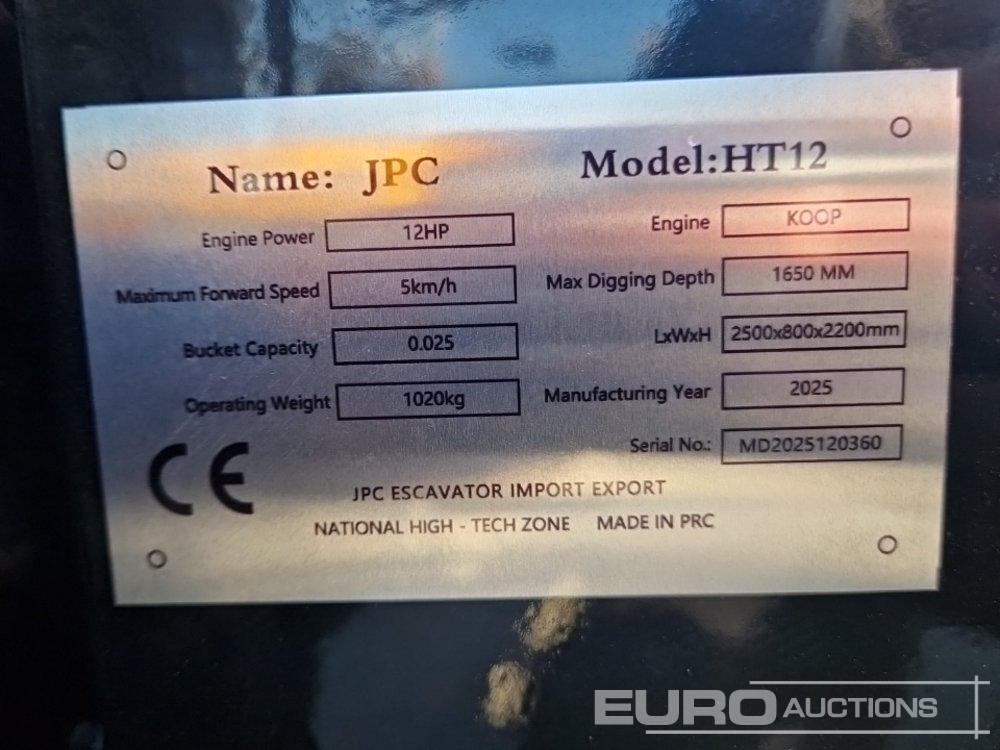 Name: JPC Model:HT12
Engine Power 12HP Engine KOOP
Maximum Forward Speed 5km/h Max Digging Depth 1650 MM
Bucket Capacity 0.025 LxWxH 2500x800x2200mm
Operating Weight 1020kg Manufacturing Year 2025
Serial No.: MD2025120360
CE
JPC ESCAVATOR IMPORT EXPORT
NATIONAL HIGH - TECH ZONE MADE IN PRC
EURO AUCTIONS